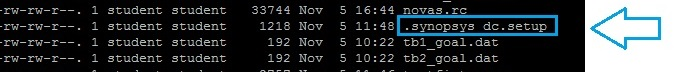 -rw-rw-r--. 1 student student 33744 Nov 5 16:44 novas.rc
-rw-rw-r--. 1 student student 1218 Nov 5 11:48 .synopsys_dc.setup
-rw-rw-r--. 1 student student 192 Nov 5 10:22 tb1_goal.dat
-rw-rw-r--. 1 student student 192 Nov 5 10:22 tb2_goal.dat